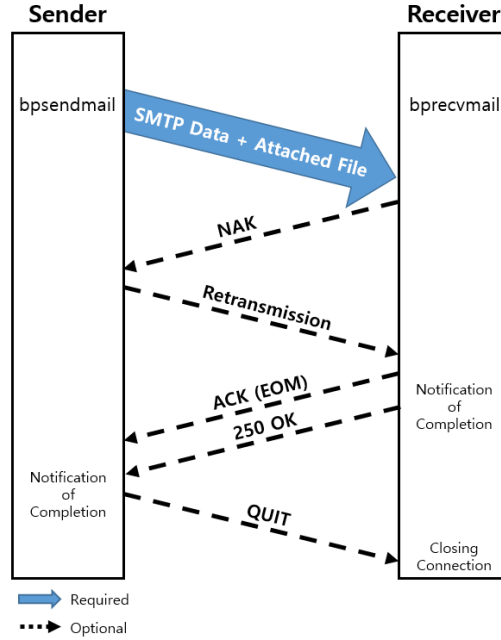 Sender
Receiver
bpsendmail
bprecvmail
SMTP Data + Attached File
NAK
Retransmission
ACK (EOM)
250 OK
Notification
of
Completion
Notification
of
Completion
QUIT
Closing
Connection
Required
Optional